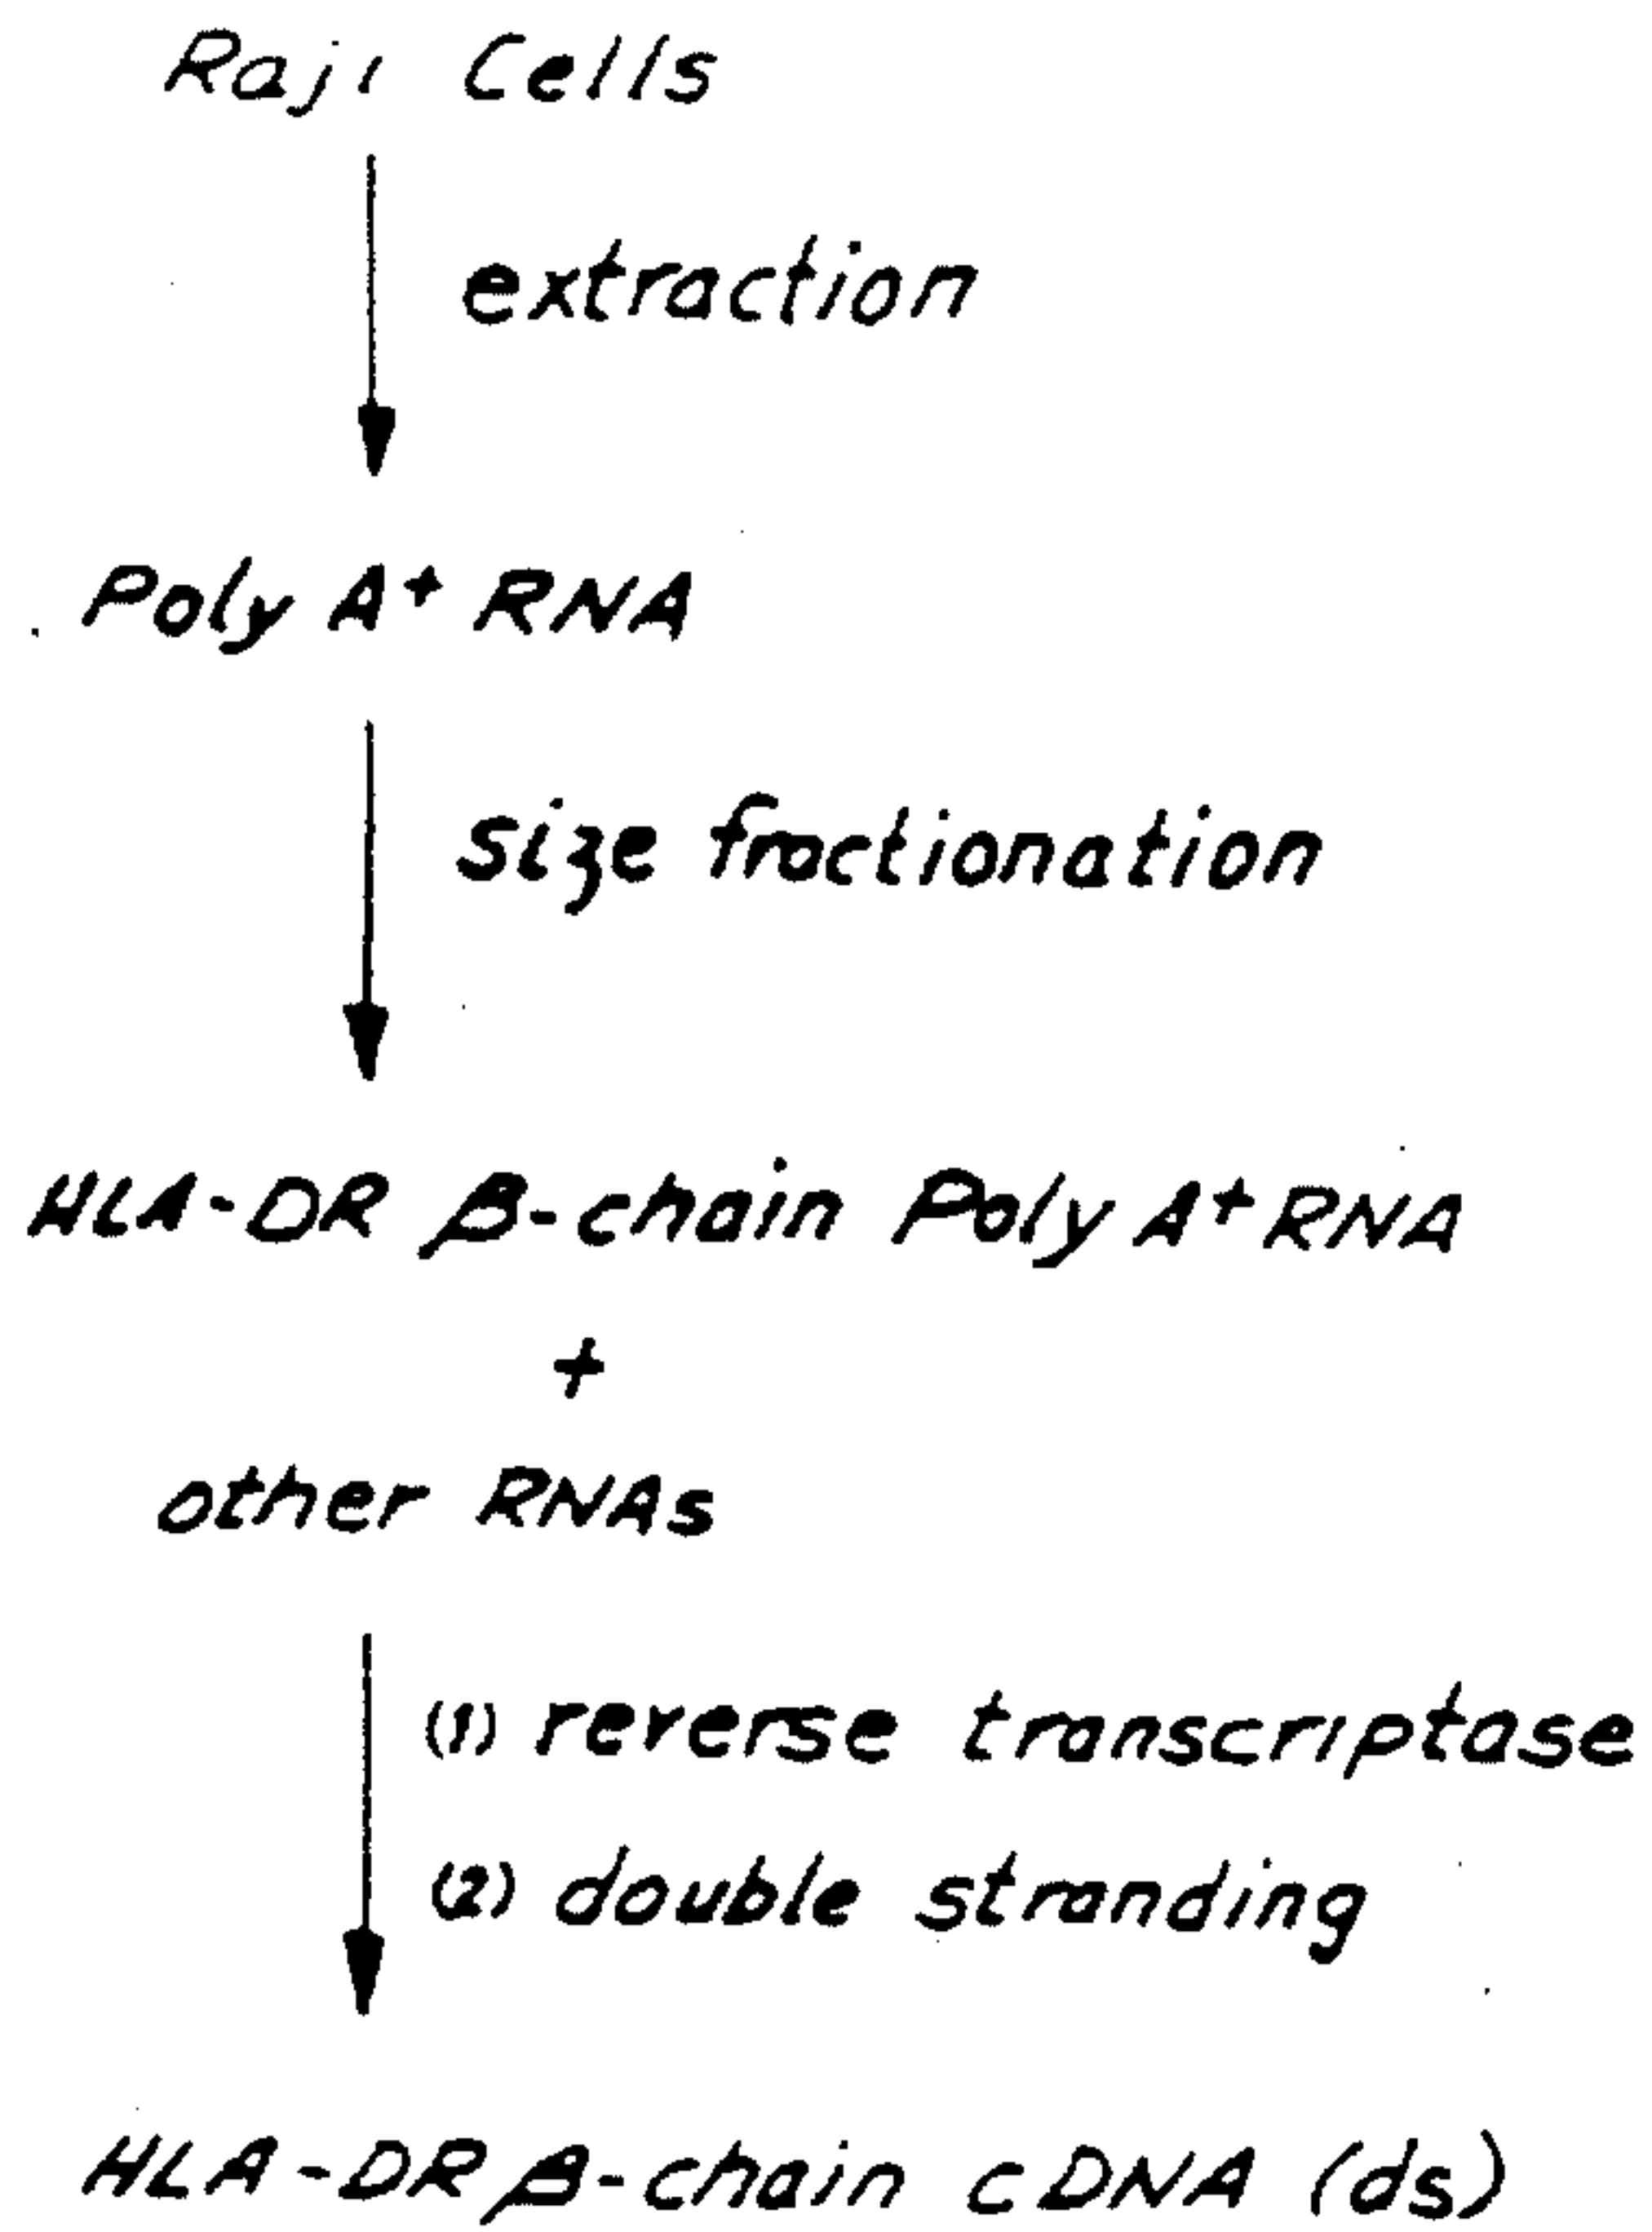 Raji Cells
extraction
Poly A+ RNA
size fractionation
HLA-DR β-chain Poly A+ RNA
+
other RNAs
(1) reverse transcriptase
(2) double stranding
HLA-DR β-chain cDNA (ds)